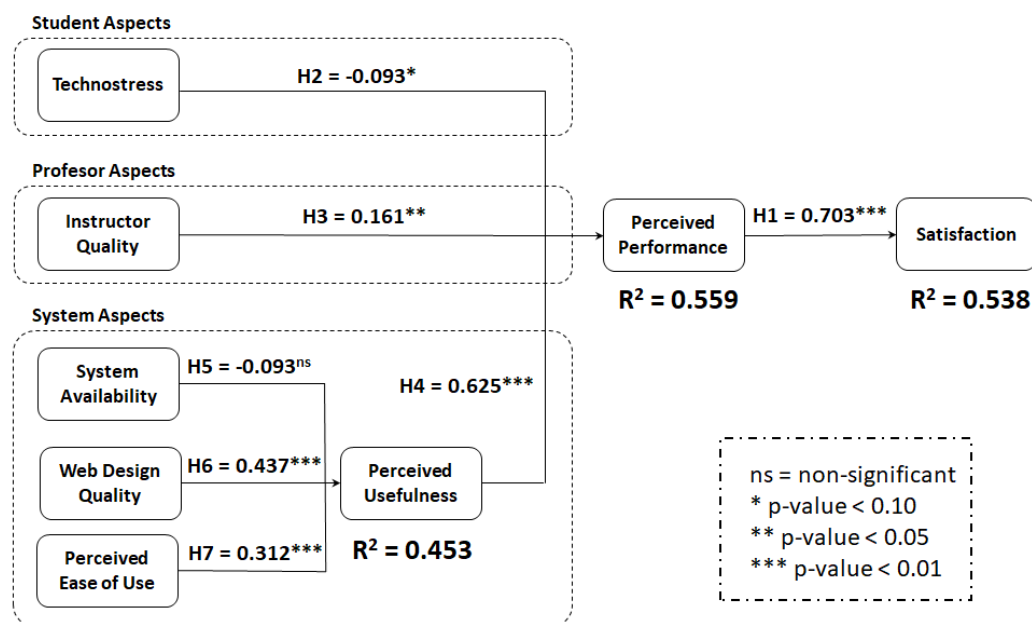 Student Aspects
Technostress
H2 = -0.093*
Profesor Aspects
Instructor
Quality
H3 = 0.161**
Perceived
Performance
R² = 0.559
H1 = 0.703***
Satisfaction
R² = 0.538
System Aspects
System
Availability
H5 = -0.093ⁿˢ
H4 = 0.625***
Web Design
Quality
H6 = 0.437***
Perceived
Usefulness
R² = 0.453
Perceived
Ease of Use
H7 = 0.312***
ns = non-significant
* p-value < 0.10
** p-value < 0.05
*** p-value < 0.01